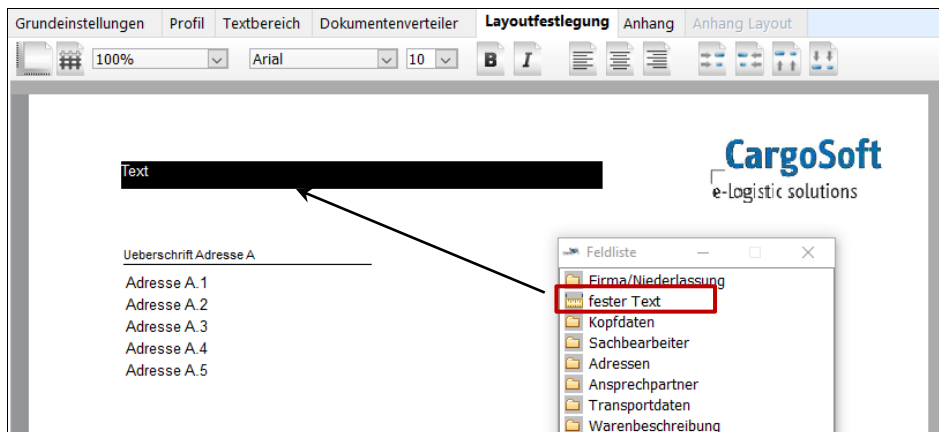 Grundeinstellungen Profil Textbereich Dokumentenverteiler Layoutfestlegung Anhang Anhang Layout
100% Arial 10 B I
CargoSoft
e-Logistic solutions
Text
Ueberschrift Adresse A
Adresse A.1
Adresse A.2
Adresse A.3
Adresse A.4
Adresse A.5
Feldliste
Firma/Niederlassung
fester Text
Kopfdaten
Sachbearbeiter
Adressen
Ansprechpartner
Transportdaten
Warenbeschreibung